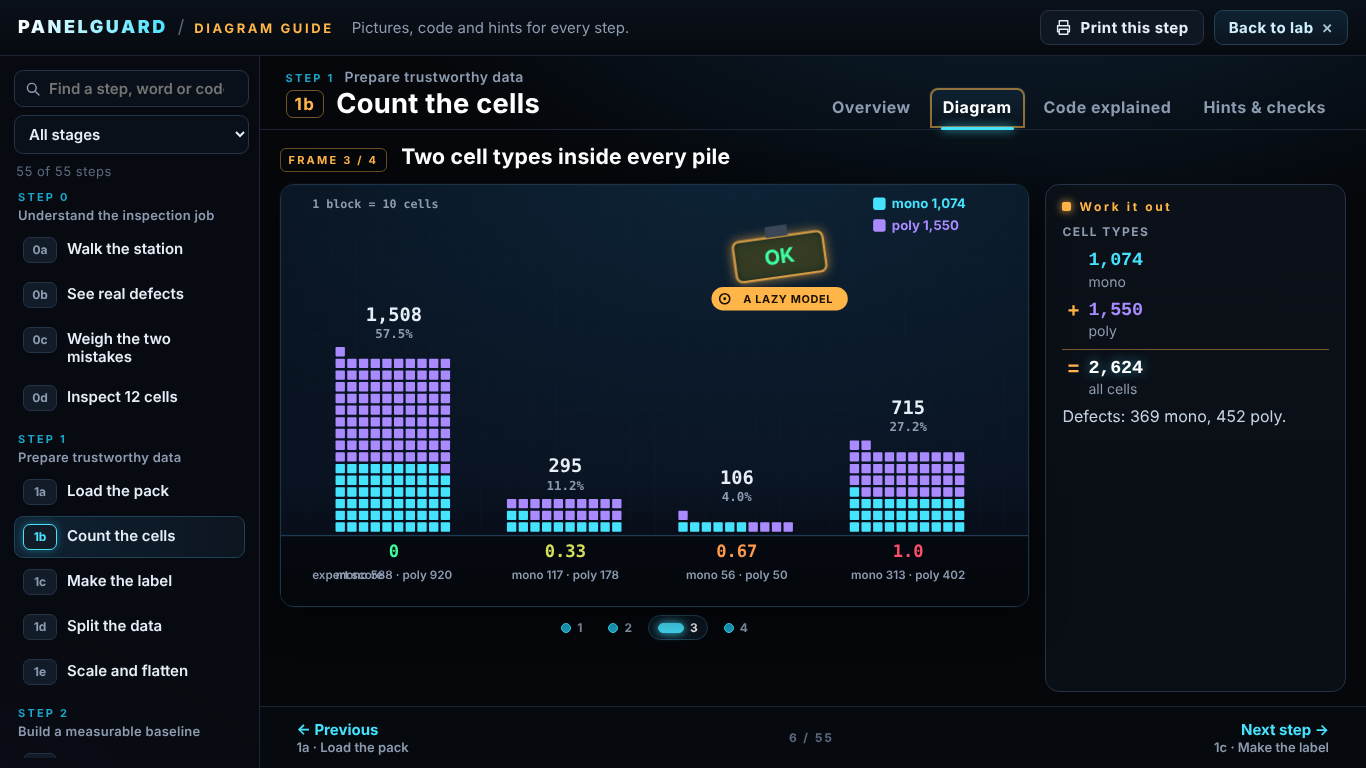 PANELGUARD / DIAGRAM GUIDE Pictures, code and hints for every step.
Print this step
Back to lab ×
Find a step, word or cod
All stages
55 of 55 steps
STEP 0
Understand the inspection job
0a Walk the station
0b See real defects
0c Weigh the two
mistakes
0d Inspect 12 cells
STEP 1
Prepare trustworthy data
1a Load the pack
1b Count the cells
1c Make the label
1d Split the data
1e Scale and flatten
STEP 2
Build a measurable baseline
STEP 1 Prepare trustworthy data
1b Count the cells
Overview
Diagram
Code explained
Hints & checks
FRAME 3 / 4 Two cell types inside every pile
1 block = 10 cells
mono 1,074
poly 1,550
OK
A LAZY MODEL
1,508
57.5%
295
11.2%
106
4.0%
715
27.2%
0
0.33
0.67
1.0
expert score
mono 588 · poly 920
mono 117 · poly 178
mono 56 · poly 50
mono 313 · poly 402
1
2
3
4
Work it out
CELL TYPES
1,074
mono
+ 1,550
poly
= 2,624
all cells
Defects: 369 mono, 452 poly.
← Previous
1a · Load the pack
6 / 55
Next step →
1c · Make the label